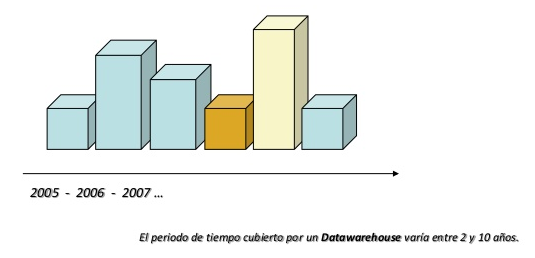 2005 - 2006 - 2007 ...
El periodo de tiempo cubierto por un Datawarehouse varía entre 2 y 10 años.